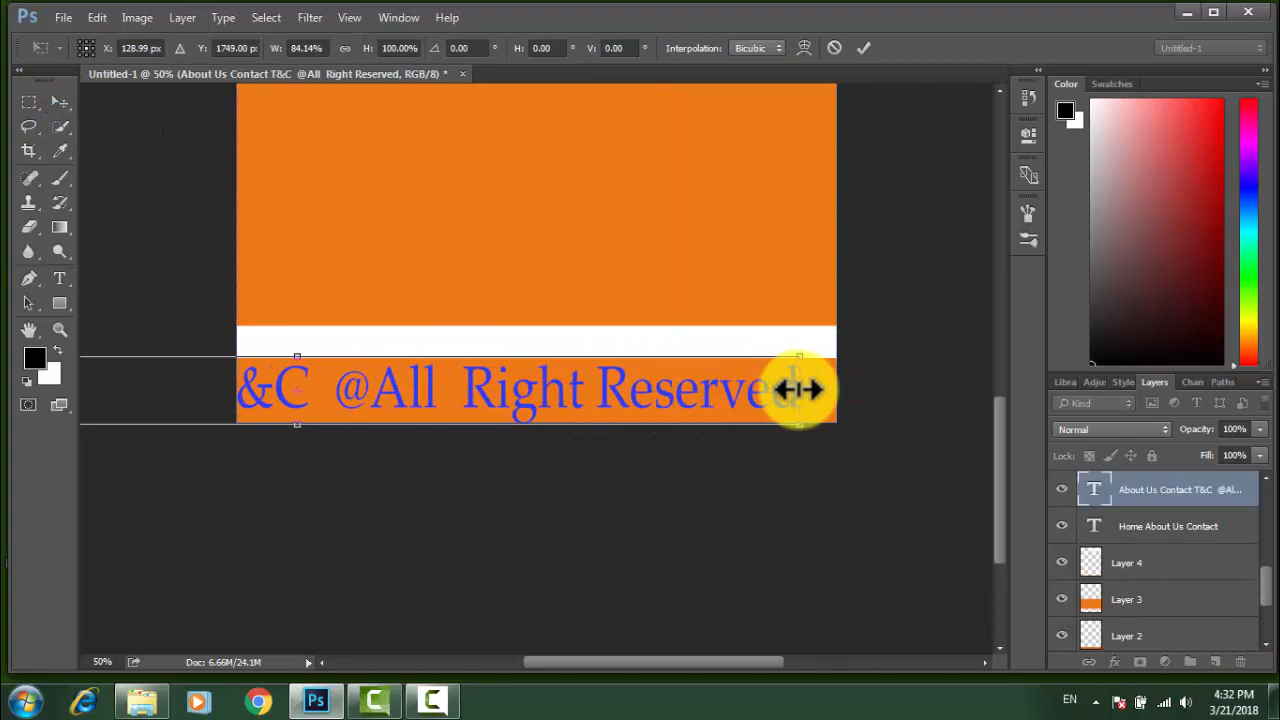 Ps File Edit Image Layer Type Select Filter View Window Help
X: 128.99 px Y: 1749.00 p: W: 84.14% H: 100.00% 0.00 ° H: 0.00 ° V: 0.00 ° Interpolation: Bicubic Untitled-1
Untitled-1 @ 50% (About Us Contact T&C @All Right Reserved, RGB/8) * ×
Color Swatches
&C @All Right Reserved
Libra Adjur Style Layers Chan Paths
Kind
Normal Opacity: 100%
Lock: Fill: 100%
T About Us Contact T&C @Al...
T Home About Us Contact
Layer 4
Layer 3
Layer 2
50% Doc: 6.66M/24.1M
Ps EN 4:32 PM
3/21/2018